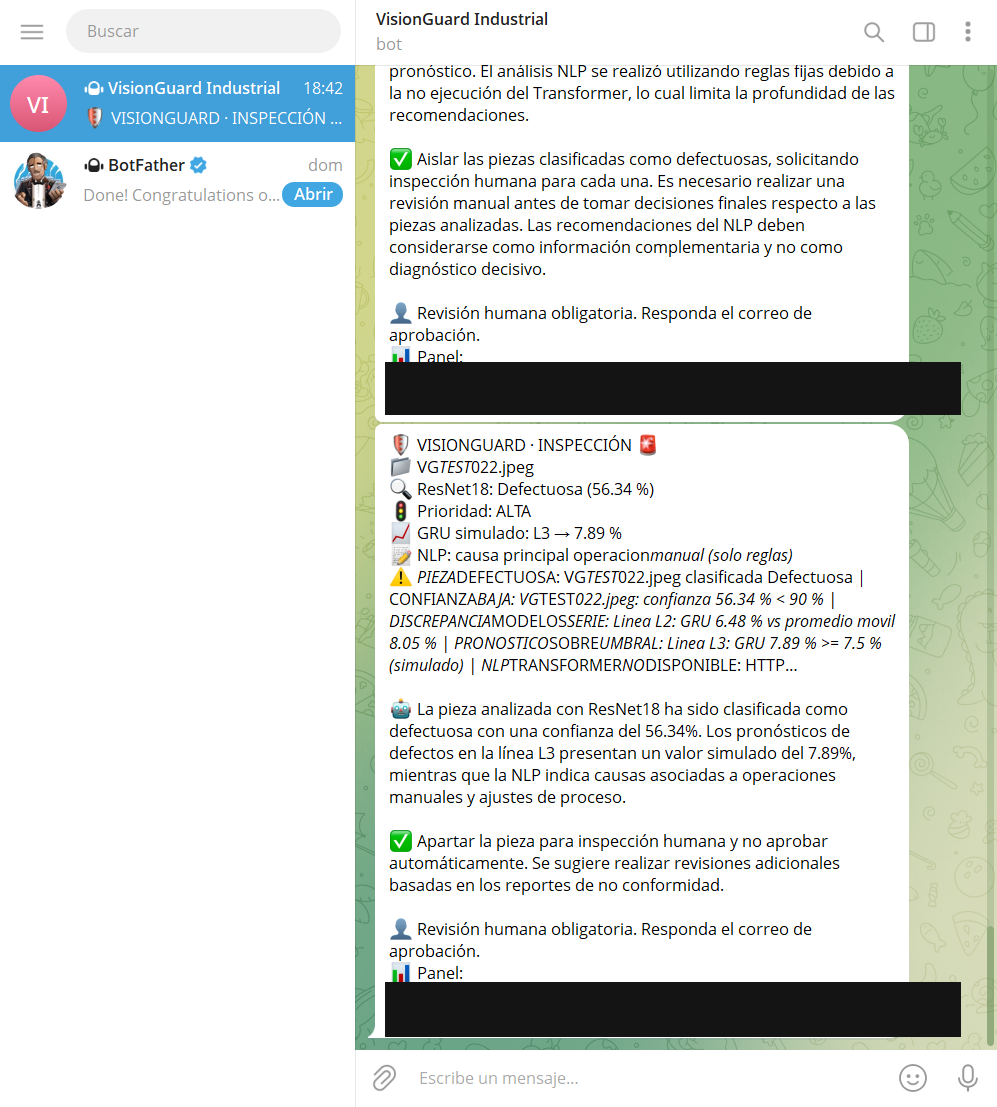 Buscar
VisionGuard Industrial 18:42
VISIONGUARD · INSPECCIÓN ...
BotFather dom
Done! Congratulations o... Abrir
VisionGuard Industrial
bot
pronóstico. El análisis NLP se realizó utilizando reglas fijas debido a
la no ejecución del Transformer, lo cual limita la profundidad de las
recomendaciones.
Aislar las piezas clasificadas como defectuosas, solicitando
inspección humana para cada una. Es necesario realizar una
revisión manual antes de tomar decisiones finales respecto a las
piezas analizadas. Las recomendaciones del NLP deben
considerarse como información complementaria y no como
diagnóstico decisivo.
Revisión humana obligatoria. Responda el correo de
aprobación.
Panel:
VISIONGUARD · INSPECCIÓN
VGTEST022.jpeg
ResNet18: Defectuosa (56.34 %)
Prioridad: ALTA
GRU simulado: L3 → 7.89 %
NLP: causa principal operacionmanual (solo reglas)
PIEZADEFECTUOSA: VGTEST022.jpeg clasificada Defectuosa |
CONFIANZABAJA: VGTEST022.jpeg: confianza 56.34 % < 90 % |
DISCREPANCIAMODELOSSERIE: Linea L2: GRU 6.48 % vs promedio movil
8.05 % | PRONOSTICOSOBREUMBRAL: Linea L3: GRU 7.89 % >= 7.5 %
(simulado) | NLPTRANSFORMERNODISPONIBLE: HTTP...
La pieza analizada con ResNet18 ha sido clasificada como
defectuosa con una confianza del 56.34%. Los pronósticos de
defectos en la línea L3 presentan un valor simulado del 7.89%,
mientras que la NLP indica causas asociadas a operaciones
manuales y ajustes de proceso.
Apartar la pieza para inspección humana y no aprobar
automáticamente. Se sugiere realizar revisiones adicionales
basadas en los reportes de no conformidad.
Revisión humana obligatoria. Responda el correo de
aprobación.
Panel:
Escribe un mensaje...
VI